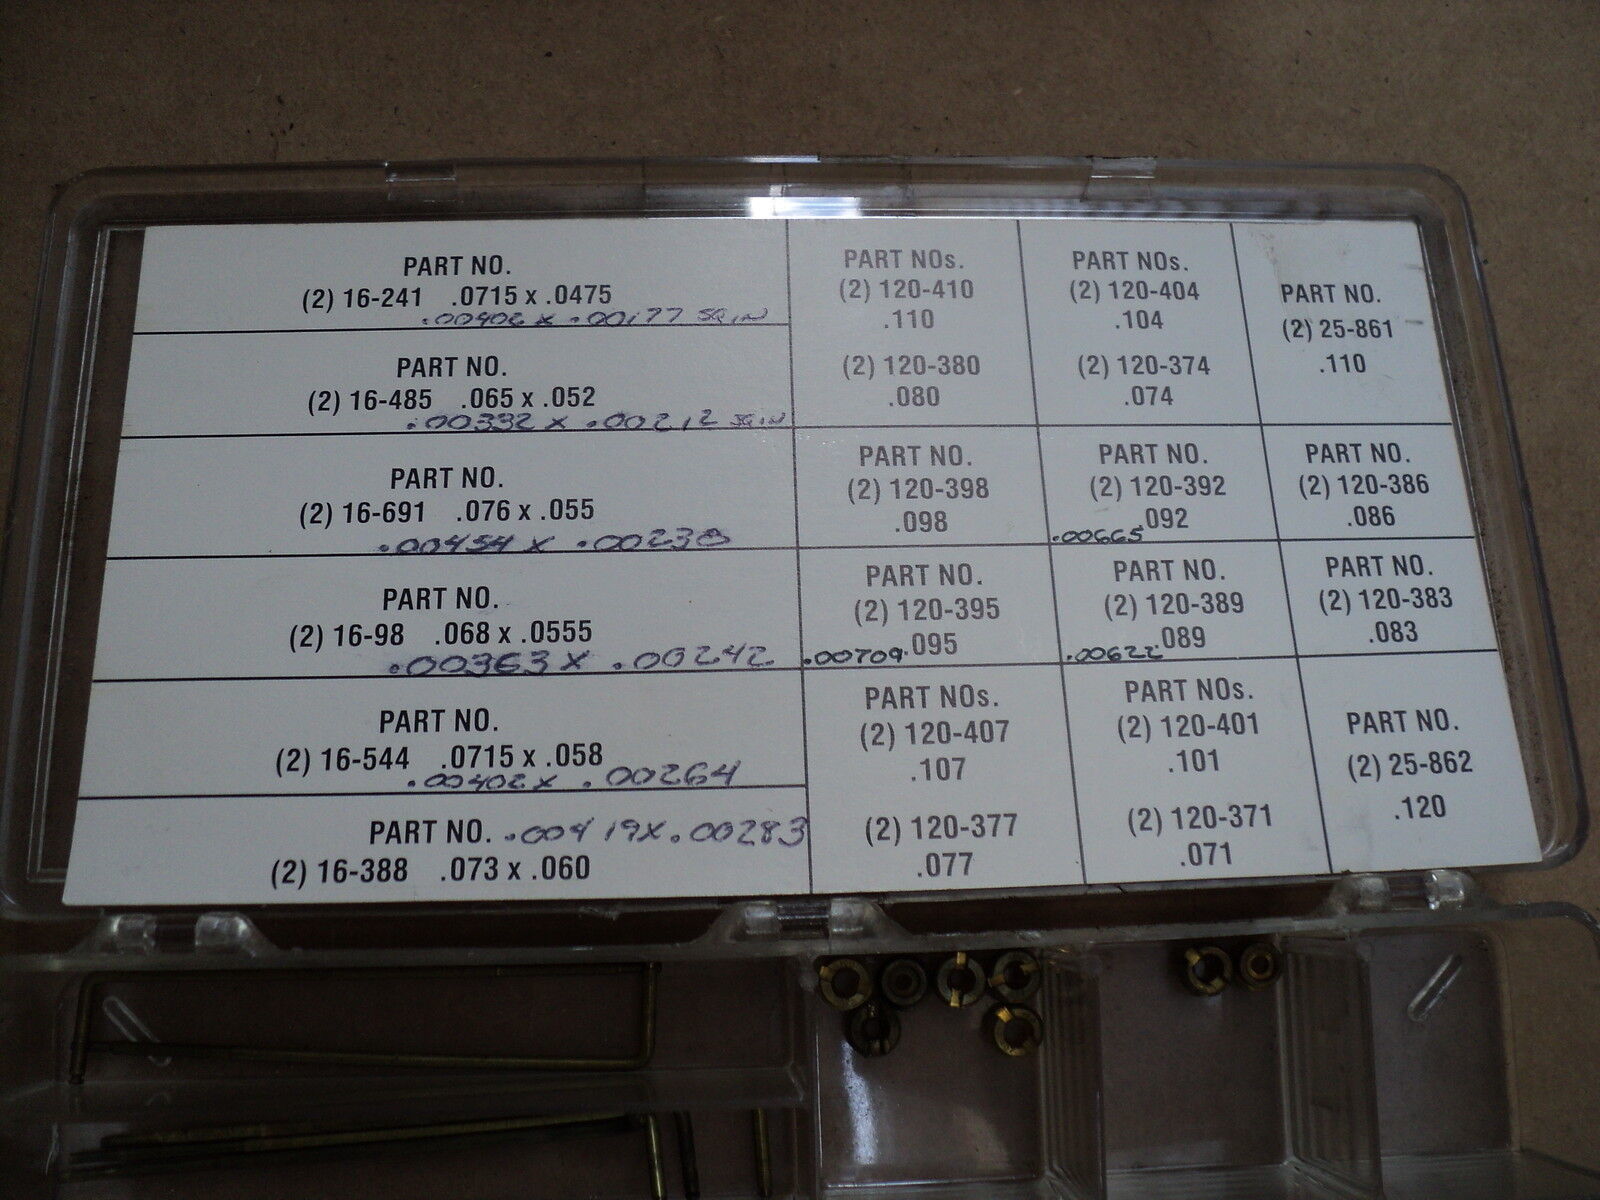 PART NO.
(2) 16-241 .0715 x .0475
.00402 x .00177 SQ IN
PART NO.
(2) 16-485 .065 x .052
.00332 x .00212 SQ IN
PART NO.
(2) 16-691 .076 x .055
.00454 x .00238
PART NO.
(2) 16-98 .068 x .0555
.00363 x .00242
PART NO.
(2) 16-544 .0715 x .058
.00402 x .00264
PART NO. .00419 x .00283
(2) 16-388 .073 x .060
PART NOs.
(2) 120-410
.110
(2) 120-380
.080
PART NOs.
(2) 120-404
.104
(2) 120-374
.074
PART NO.
(2) 25-861
.110
PART NO.
(2) 120-398
.098
PART NO.
(2) 120-392
.092
.00665
PART NO.
(2) 120-386
.086
PART NO.
(2) 120-395
.00709 .095
PART NO.
(2) 120-389
.00622 .089
PART NO.
(2) 120-383
.083
PART NOs.
(2) 120-407
.107
(2) 120-377
.077
PART NOs.
(2) 120-401
.101
(2) 120-371
.071
PART NO.
(2) 25-862
.120